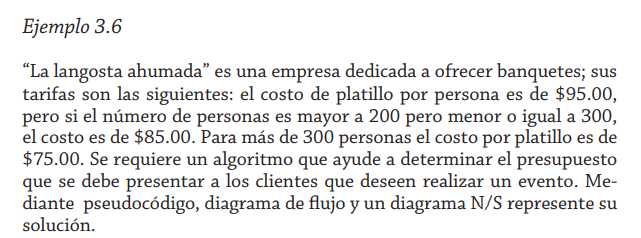 Ejemplo 3.6
“La langosta ahumada” es una empresa dedicada a ofrecer banquetes; sus
tarifas son las siguientes: el costo de platillo por persona es de $95.00,
pero si el número de personas es mayor a 200 pero menor o igual a 300,
el costo es de $85.00. Para más de 300 personas el costo por platillo es de
$75.00. Se requiere un algoritmo que ayude a determinar el presupuesto
que se debe presentar a los clientes que deseen realizar un evento. Me-
diante pseudocódigo, diagrama de flujo y un diagrama N/S represente su
solución.